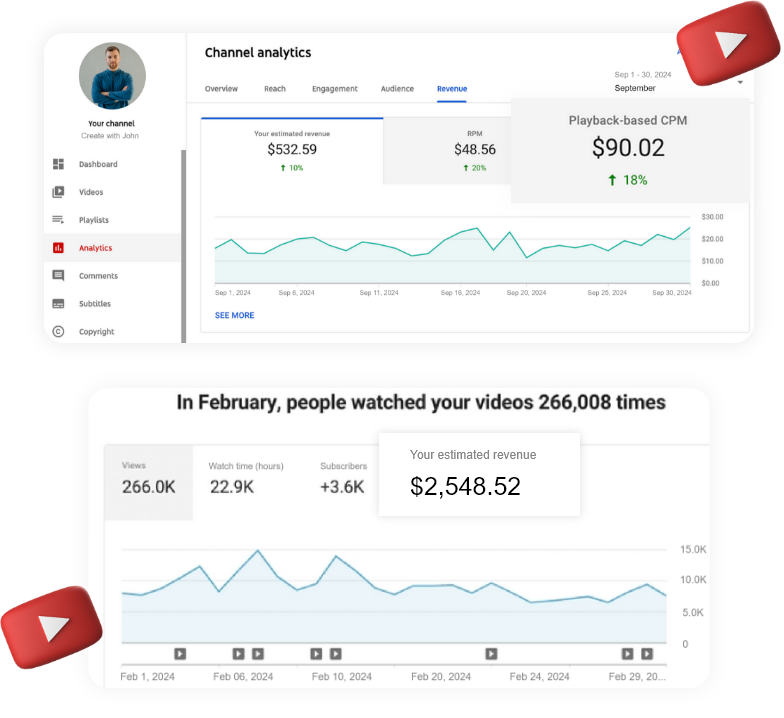 Channel analytics
Sep 1 - 30, 2024
September
Overview
Reach
Engagement
Audience
Revenue
Your channel
Create with John
Dashboard
Videos
Playlists
Analytics
Comments
Subtitles
Copyright
Your estimated revenue
$532.59
10%
RPM
$48.56
20%
Playback-based CPM
$90.02
18%
$30.00
$20.00
$10.00
$0.00
Sep 1, 2024
Sep 6, 2024
Sep 11, 2024
Sep 16, 2024
Sep 20, 2024
Sep 25, 2024
Sep 30, 2024
SEE MORE
In February, people watched your videos 266,008 times
Views
266.0K
Watch time (hours)
22.9K
Subscribers
+3.6K
Your estimated revenue
$2,548.52
15.0K
10.0K
5.0K
0
Feb 1, 2024
Feb 06, 2024
Feb 10, 2024
Feb 20, 2024
Feb 24, 2024
Feb 29, 20...